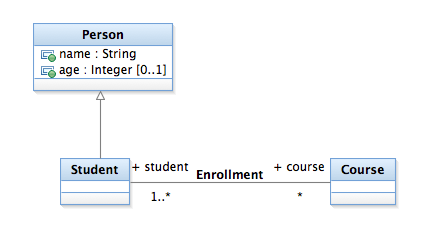 Person
name : String
age : Integer [0..1]
Student
+ student
Enrollment
+ course
Course
1..*
*